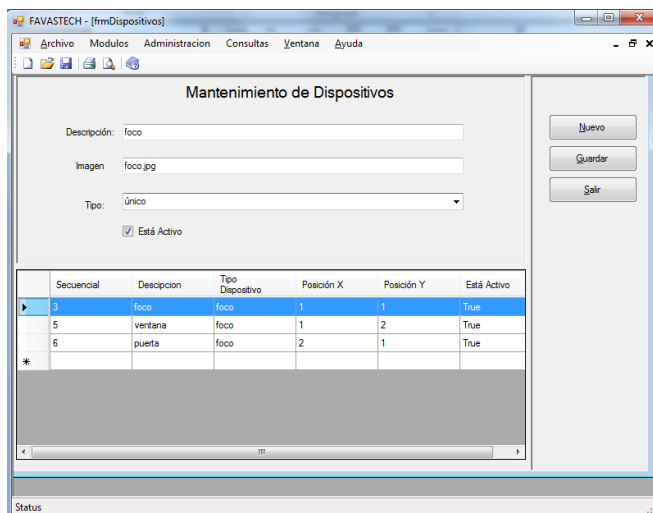 FAVASTECH - [frmDispositivos]
Archivo Modulos Administracion Consultas Ventana Ayuda
Mantenimiento de Dispositivos
Descripción: foco
Imagen foco.jpg
Tipo: único
Está Activo
Nuevo
Guardar
Salir
Secuencial Descipcion Tipo Dispositivo Posición X Posición Y Está Activo
3 foco foco 1 1 True
5 ventana foco 1 2 True
6 puerta foco 2 1 True
Status